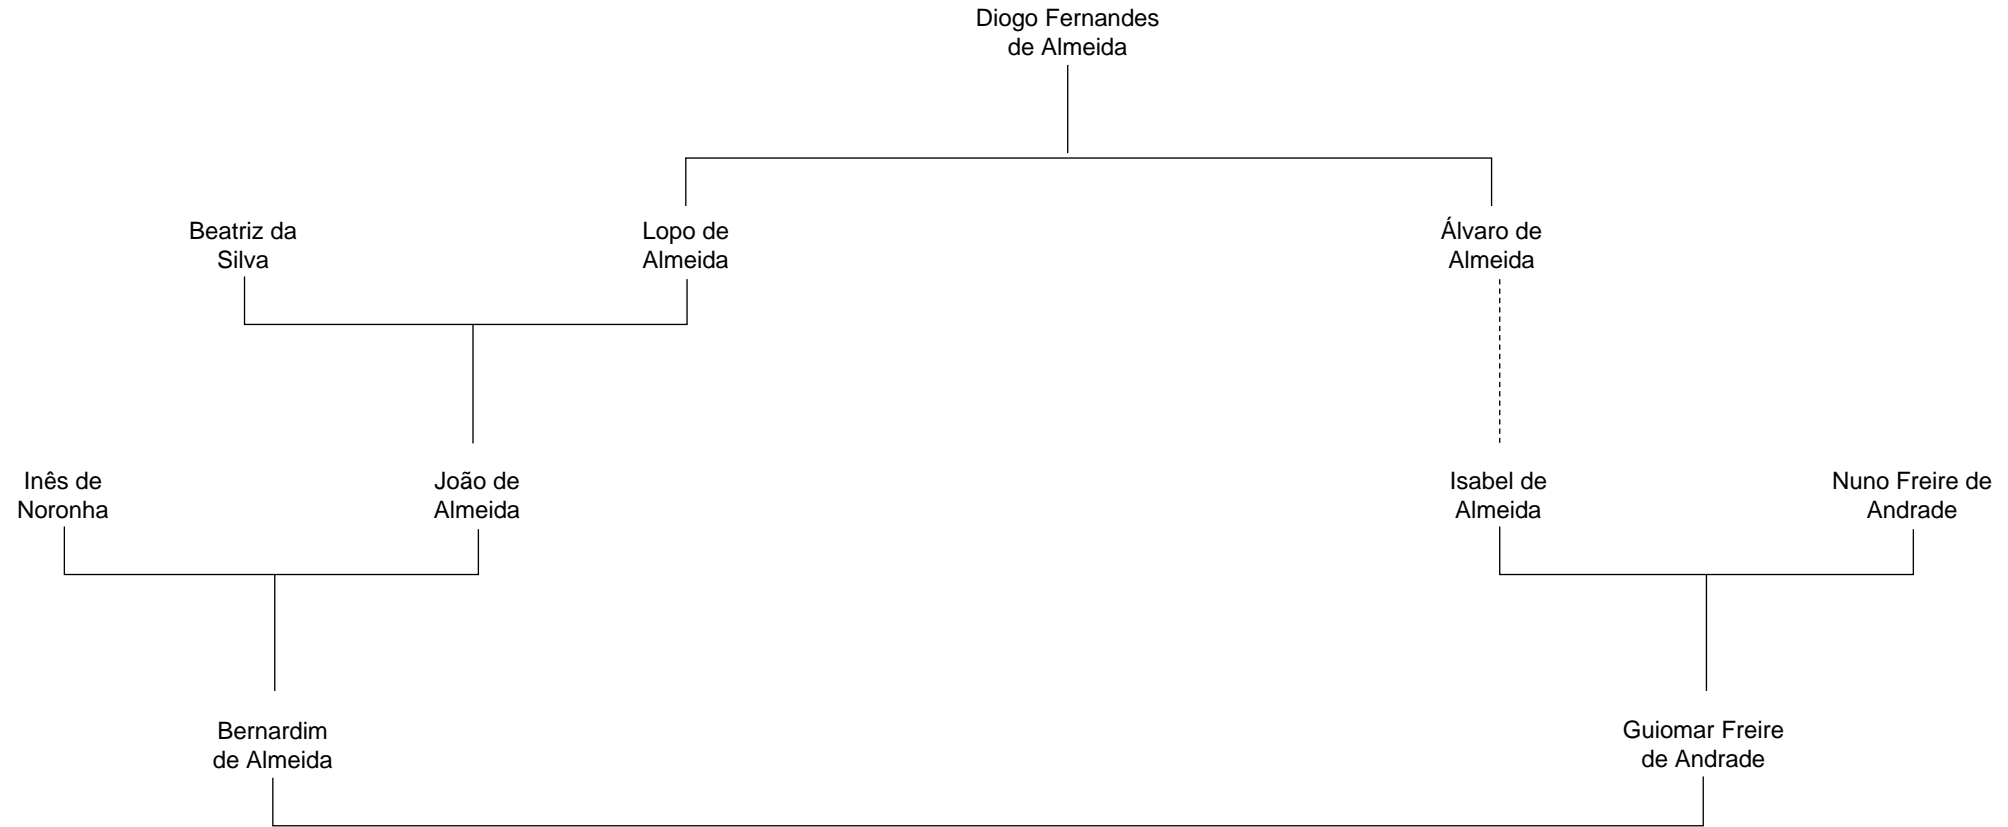 Diogo Fernandes
de Almeida
Beatriz da
Silva
Lopo de
Almeida
Álvaro de
Almeida
Inês de
Noronha
João de
Almeida
Isabel de
Almeida
Nuno Freire de
Andrade
Bernardim
de Almeida
Guiomar Freire
de Andrade